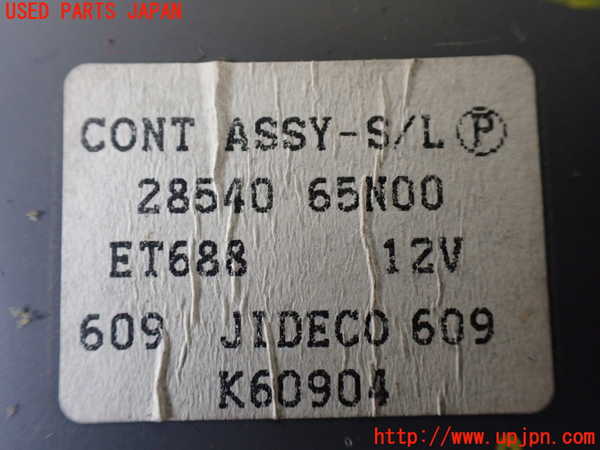 USED PARTS JAPAN
CONT ASSY-S/L Ⓟ
28540 65N00
ET688 12V
609 JIDECO 609
K60904
http://www.upjpn.com/